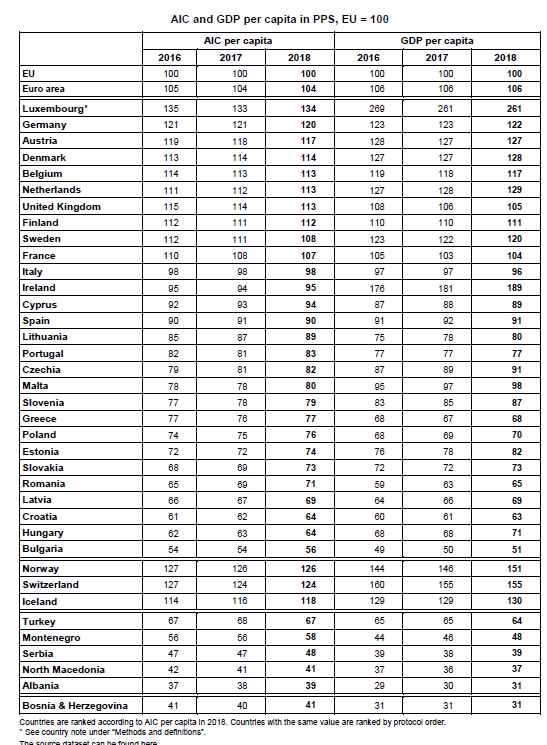 AIC and GDP per capita in PPS, EU = 100
AIC per capita GDP per capita
2016 2017 2018 2016 2017 2018
EU 100 100 100 100 100 100
Euro area 105 104 104 106 106 106
Luxembourg* 135 133 134 269 261 261
Germany 121 121 120 123 123 122
Austria 119 118 117 128 127 127
Denmark 113 114 114 127 127 128
Belgium 114 113 113 119 118 117
Netherlands 111 112 113 127 128 129
United Kingdom 115 114 113 108 106 105
Finland 112 111 112 110 110 111
Sweden 112 111 108 123 122 120
France 110 108 107 105 103 104
Italy 98 98 98 97 97 96
Ireland 95 94 95 176 181 189
Cyprus 92 93 94 87 88 89
Spain 90 91 90 91 92 91
Lithuania 85 87 89 75 78 80
Portugal 82 81 83 77 77 77
Czechia 79 81 82 87 89 91
Malta 78 78 80 95 97 98
Slovenia 77 78 79 83 85 87
Greece 77 76 77 68 67 68
Poland 74 75 76 68 69 70
Estonia 72 72 74 76 78 82
Slovakia 68 69 73 72 72 73
Romania 65 69 71 59 63 65
Latvia 66 67 69 64 66 69
Croatia 61 62 64 60 61 63
Hungary 62 63 64 68 68 71
Bulgaria 54 54 56 49 50 51
Norway 127 126 126 144 146 151
Switzerland 127 124 124 160 155 155
Iceland 114 116 118 129 129 130
Turkey 67 68 67 65 65 64
Montenegro 56 56 58 44 46 48
Serbia 47 47 48 39 38 39
North Macedonia 42 41 41 37 36 37
Albania 37 38 39 29 30 31
Bosnia & Herzegovina 41 40 41 31 31 31
Countries are ranked according to AIC per capita in 2018. Countries with the same value are ranked by protocol order.
* See country note under "Methods and definitions".
The source dataset can be found here